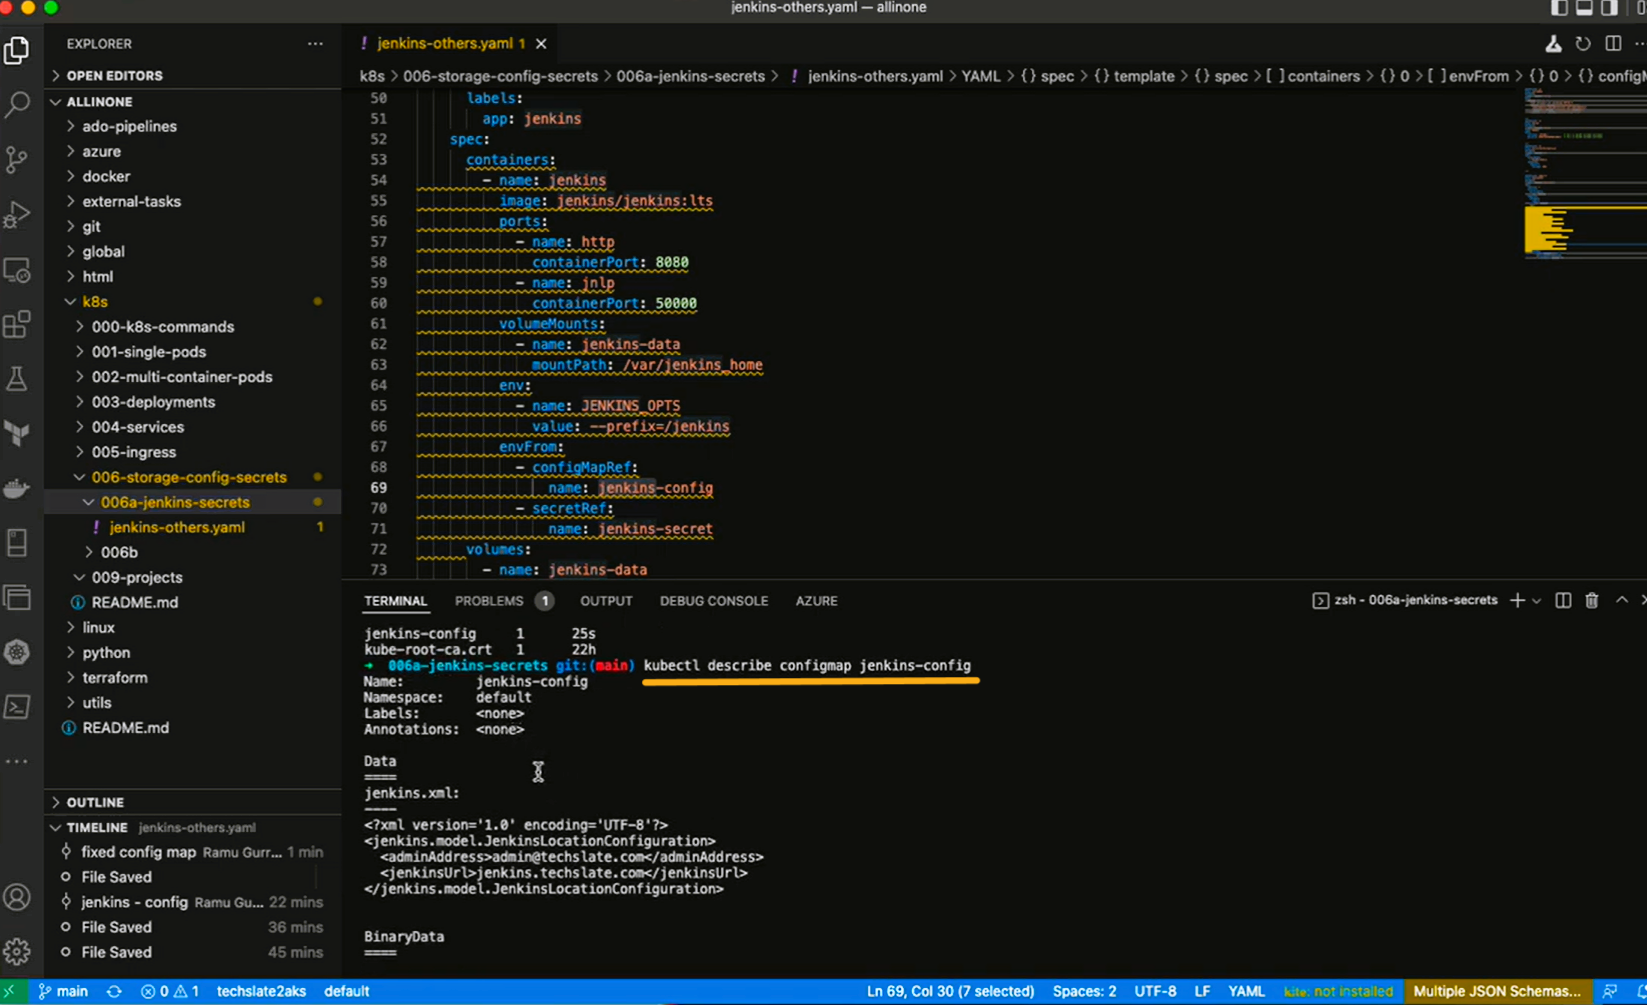 jenkins-others.yaml — allinone
EXPLORER
OPEN EDITORS
ALLINONE
ado-pipelines
azure
docker
external-tasks
git
global
html
k8s
000-k8s-commands
001-single-pods
002-multi-container-pods
003-deployments
004-services
005-ingress
006-storage-config-secrets
006a-jenkins-secrets
! jenkins-others.yaml 1
006b
009-projects
README.md
linux
python
terraform
utils
README.md
OUTLINE
TIMELINE jenkins-others.yaml
fixed config map Ramu Gurr... 1 min
File Saved
jenkins - config Ramu Gu... 22 mins
File Saved 36 mins
File Saved 45 mins
! jenkins-others.yaml 1 ×
k8s > 006-storage-config-secrets > 006a-jenkins-secrets > ! jenkins-others.yaml > YAML > {} spec > {} template > {} spec > [ ] containers > {} 0 > [ ] envFrom > {} 0 > {} configM
50 labels:
51 app: jenkins
52 spec:
53 containers:
54 - name: jenkins
55 image: jenkins/jenkins:lts
56 ports:
57 - name: http
58 containerPort: 8080
59 - name: jnlp
60 containerPort: 50000
61 volumeMounts:
62 - name: jenkins-data
63 mountPath: /var/jenkins_home
64 env:
65 - name: JENKINS_OPTS
66 value: --prefix=/jenkins
67 envFrom:
68 - configMapRef:
69 name: jenkins-config
70 - secretRef:
71 name: jenkins-secret
72 volumes:
73 - name: jenkins-data
TERMINAL PROBLEMS 1 OUTPUT DEBUG CONSOLE AZURE
zsh - 006a-jenkins-secrets
jenkins-config 1 25s
kube-root-ca.crt 1 22h
➜ 006a-jenkins-secrets git:(main) kubectl describe configmap jenkins-config
Name: jenkins-config
Namespace: default
Labels: <none>
Annotations: <none>
Data
====
jenkins.xml:
----
<?xml version='1.0' encoding='UTF-8'?>
<jenkins.model.JenkinsLocationConfiguration>
<adminAddress>admin@techslate.com</adminAddress>
<jenkinsUrl>jenkins.techslate.com</jenkinsUrl>
</jenkins.model.JenkinsLocationConfiguration>
BinaryData
====
main 0 1 techslate2aks default
Ln 69, Col 30 (7 selected) Spaces: 2 UTF-8 LF YAML kite: not installed Multiple JSON Schemas...